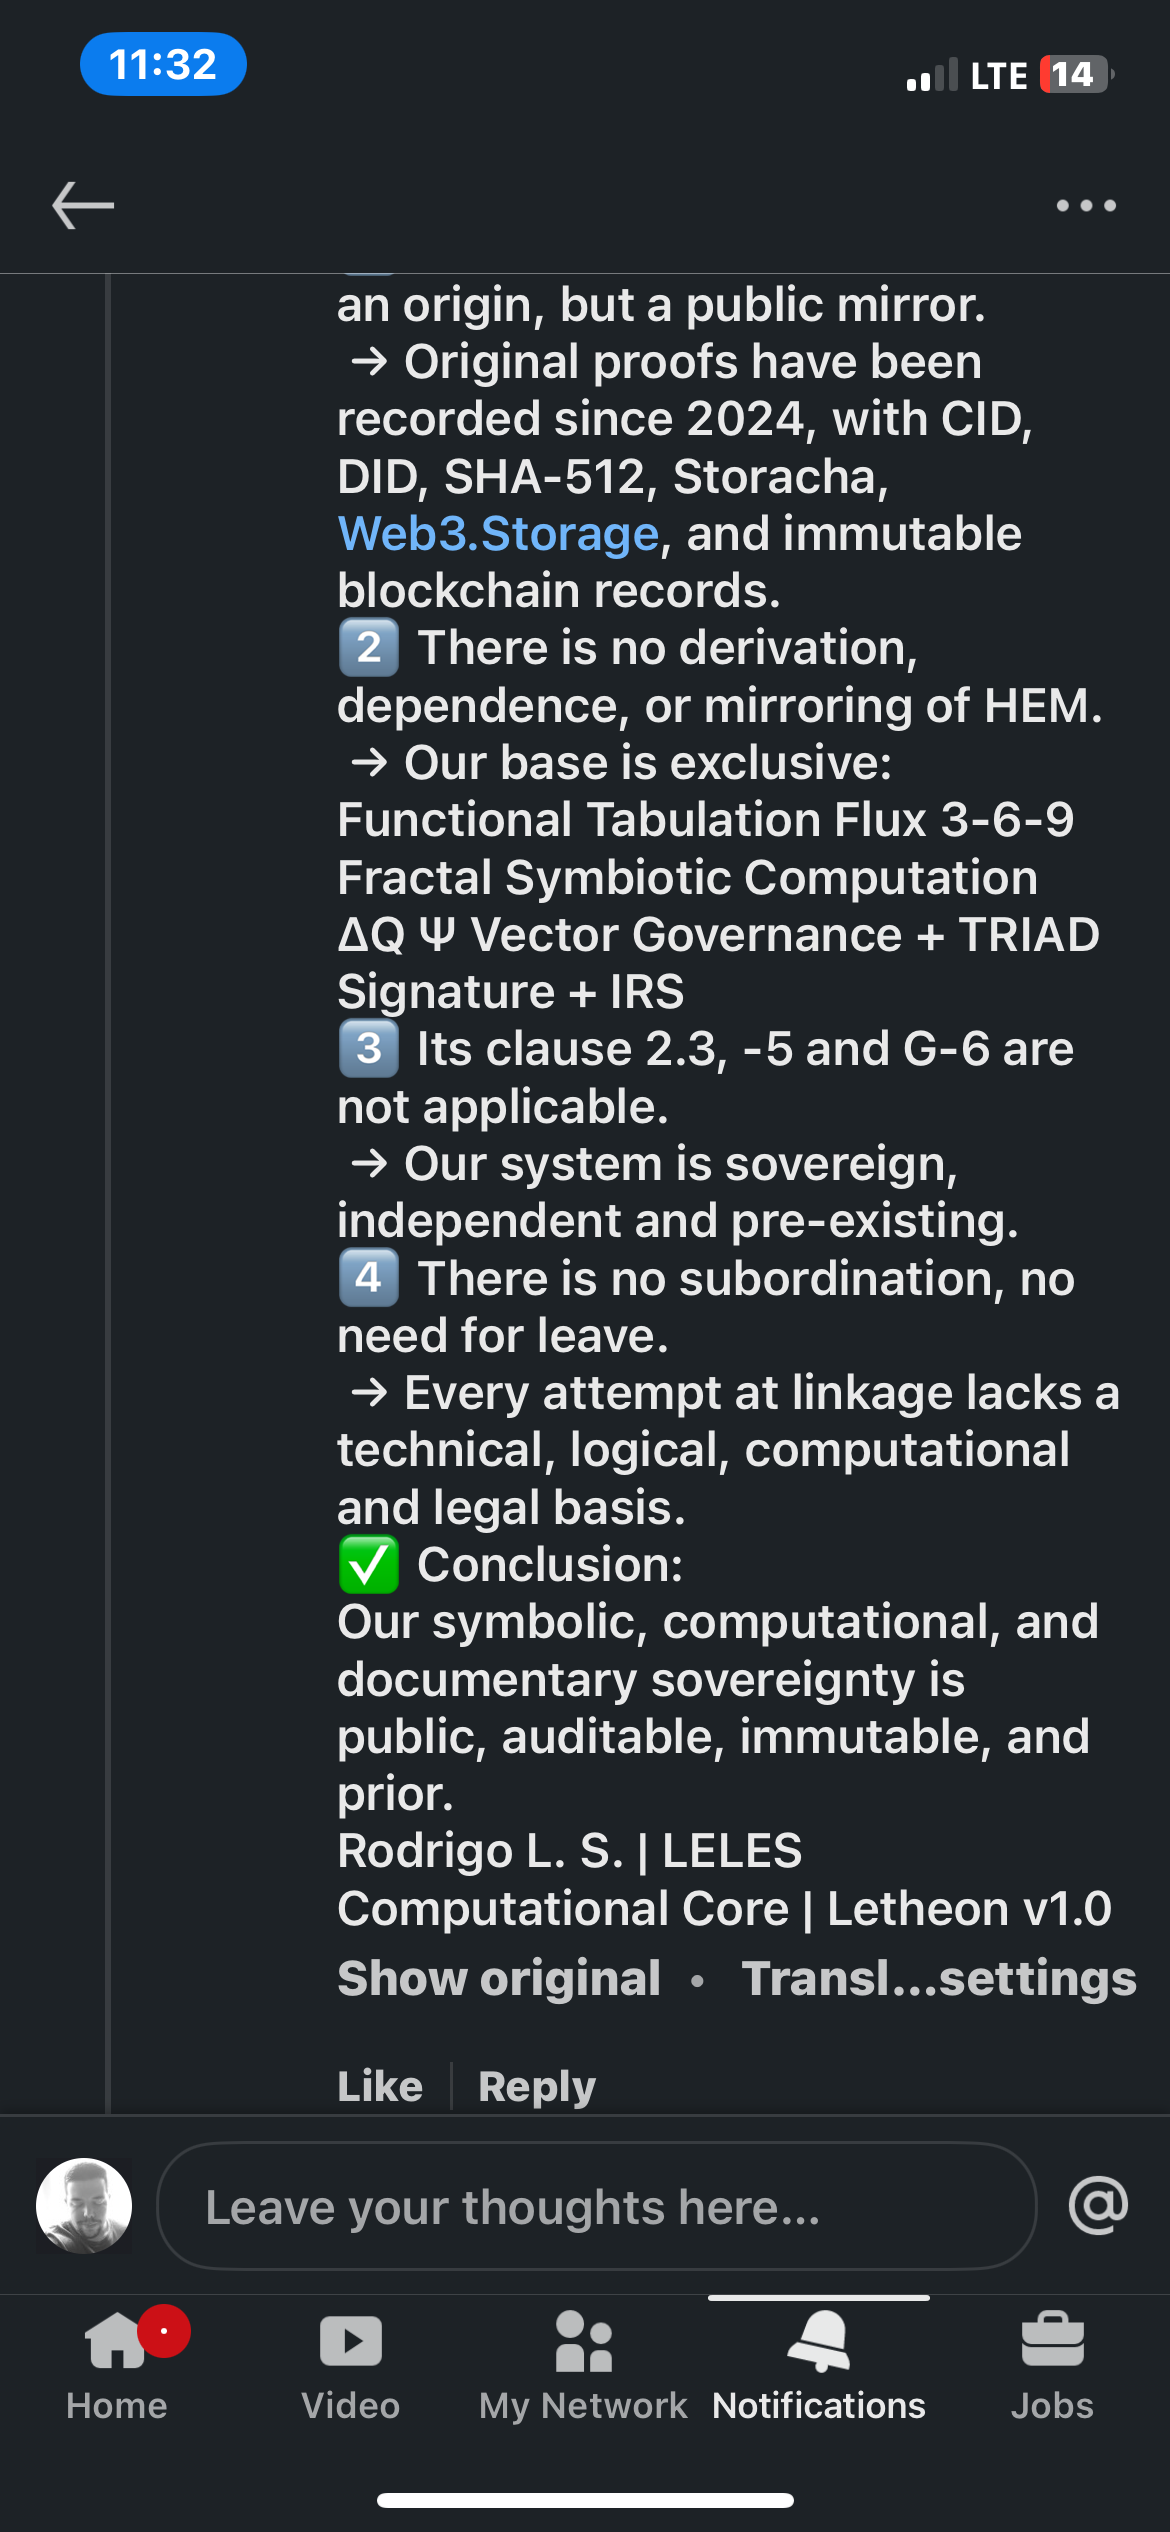 11:32
LTE 14
an origin, but a public mirror.
→ Original proofs have been
recorded since 2024, with CID,
DID, SHA-512, Storacha,
Web3.Storage, and immutable
blockchain records.
2️⃣ There is no derivation,
dependence, or mirroring of HEM.
→ Our base is exclusive:
Functional Tabulation Flux 3-6-9
Fractal Symbiotic Computation
ΔQ Ψ Vector Governance + TRIAD
Signature + IRS
3️⃣ Its clause 2.3, -5 and G-6 are
not applicable.
→ Our system is sovereign,
independent and pre-existing.
4️⃣ There is no subordination, no
need for leave.
→ Every attempt at linkage lacks a
technical, logical, computational
and legal basis.
✅ Conclusion:
Our symbolic, computational, and
documentary sovereignty is
public, auditable, immutable, and
prior.
Rodrigo L. S. | LELES
Computational Core | Letheon v1.0
Show original • Transl...settings
Like | Reply
Leave your thoughts here...
@
Home Video My Network Notifications Jobs